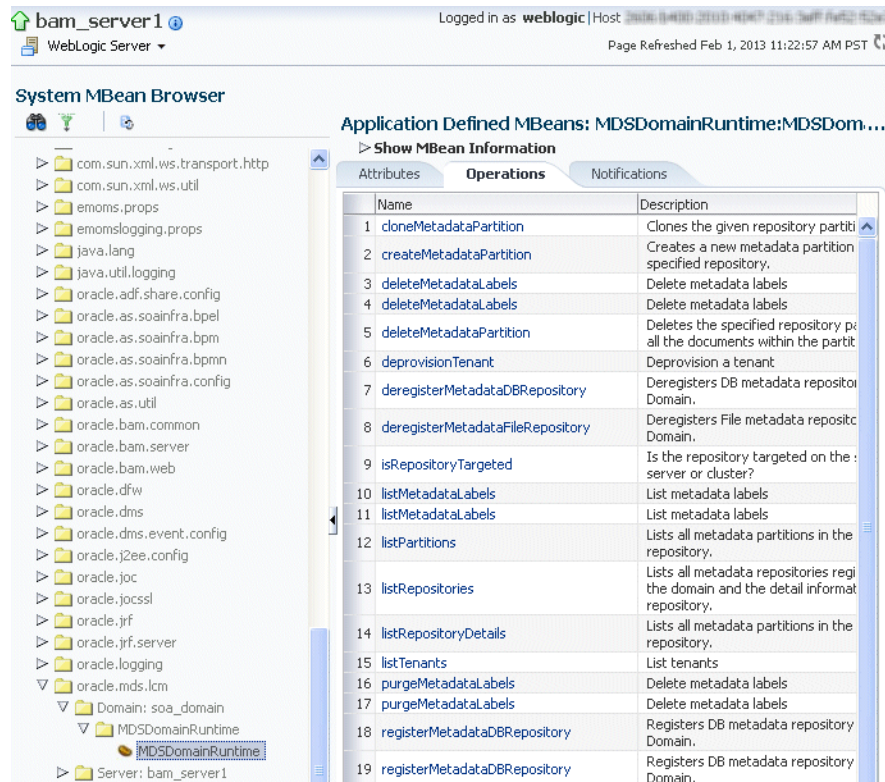 bam_server1
Logged in as weblogic|Host
WebLogic Server
Page Refreshed Feb 1, 2013 11:22:57 AM PST
System MBean Browser
com.sun.xml.ws.transport.http
com.sun.xml.ws.util
emoms.props
emomslogging.props
java.lang
java.util.logging
oracle.adf.share.config
oracle.as.soainfra.bpel
oracle.as.soainfra.bpm
oracle.as.soainfra.bpmn
oracle.as.soainfra.config
oracle.as.util
oracle.bam.common
oracle.bam.server
oracle.bam.web
oracle.dfw
oracle.dms
oracle.dms.event.config
oracle.j2ee.config
oracle.joc
oracle.jocssl
oracle.jrf
oracle.jrf.server
oracle.logging
oracle.mds.lcm
Domain: soa_domain
MDSDomainRuntime
MDSDomainRuntime
Server: bam_server1
Application Defined MBeans: MDSDomainRuntime:MDSDom...
Show MBean Information
Attributes Operations Notifications
Name Description
1 cloneMetadataPartition Clones the given repository partiti
2 createMetadataPartition Creates a new metadata partition
specified repository.
3 deleteMetadataLabels Delete metadata labels
4 deleteMetadataLabels Delete metadata labels
5 deleteMetadataPartition Deletes the specified repository pa
all the documents within the partit
6 deprovisionTenant Deprovision a tenant
7 deregisterMetadataDBRepository Deregisters DB metadata repositor
Domain.
8 deregisterMetadataFileRepository Deregisters File metadata reposito
Domain.
9 isRepositoryTargeted Is the repository targeted on the
server or cluster?
10 listMetadataLabels List metadata labels
11 listMetadataLabels List metadata labels
12 listPartitions Lists all metadata partitions in the
repository.
13 listRepositories Lists all metadata repositories regi
the domain and the detail informat
repository.
14 listRepositoryDetails Lists all metadata partitions in the
repository.
15 listTenants List tenants
16 purgeMetadataLabels Delete metadata labels
17 purgeMetadataLabels Delete metadata labels
18 registerMetadataDBRepository Registers DB metadata repository
Domain.
19 registerMetadataDBRepository Registers DB metadata repository
Domain.